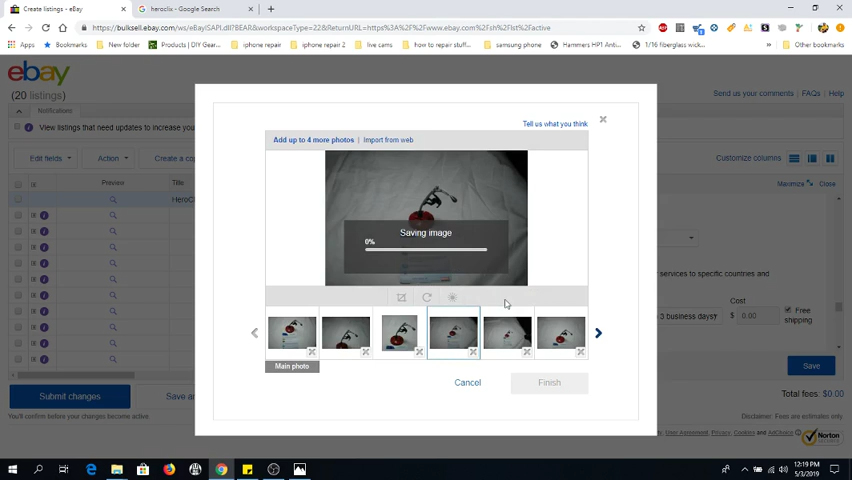 Create listings - eBay
heroclix - Google Search
https://bulksell.ebay.com/ws/eBayISAPI.dll?BEAR&workspaceType=22&ReturnURL=https%3A%2F%2Fwww.ebay.com%2Fsh%2Flst%2Factive
Apps Bookmarks New folder Products | DIY Gear... iphone repair iphone repair 2 live cams how to repair stuff... samsung phone Hammers HP1 Anti... 1/16 fiberglass wick... Other bookmarks
ebay
(20 listings)
Send us your comments | FAQs | Help
Notifications
View listings that need updates to increase you
Edit fields Action Create a cop
Customize columns
Preview Title
Maximize Close
HeroCl
Tell us what you think
Add up to 4 more photos | Import from web
Saving image
0%
services to specific countries and
Cost
3 business days) $ 0.00 Free shipping
Main photo
Cancel Finish
Save
Submit changes Save an
Total fees: $0.00
You'll confirm before your changes become active.
Disclaimer: Fees are estimates only.
User Agreement, Privacy, Cookies and AdChoice
Norton
12:19 PM
5/3/2019